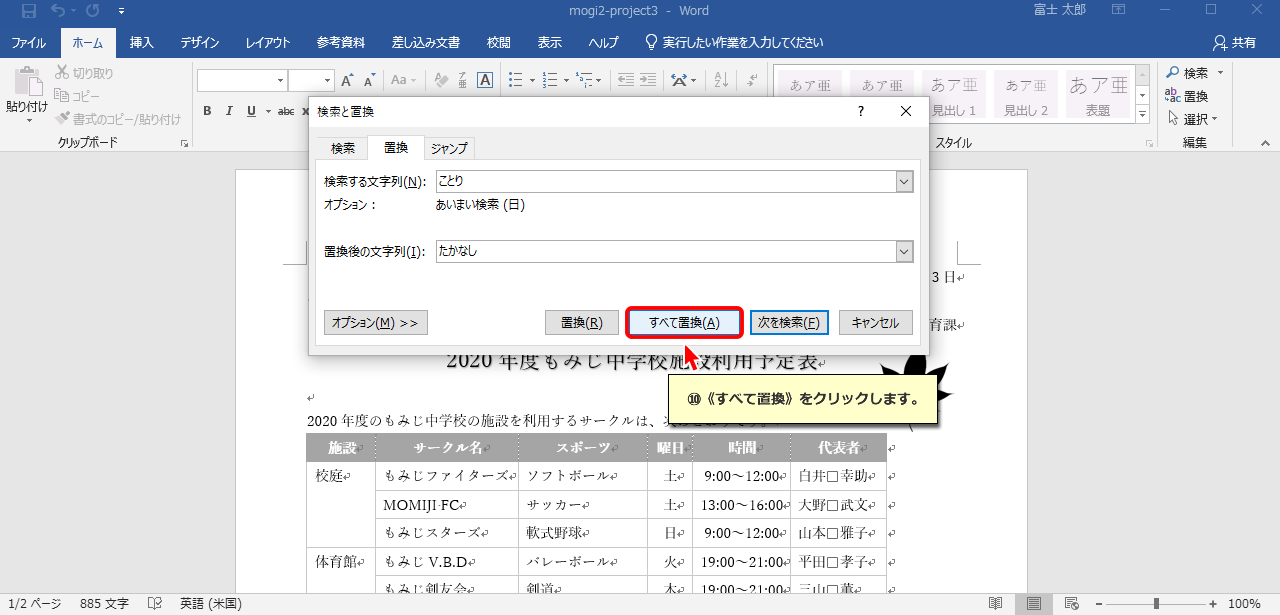 mogi2-project3 - Word
富士 太郎
ファイル ホーム 挿入 デザイン レイアウト 参考資料 差し込み文書 校閲 表示 ヘルプ 実行したい作業を入力してください 共有
貼り付け
切り取り
コピー
書式のコピー/貼り付け
クリップボード
B I U abc x
Aa
A
あア亜 あア亜 あア亜 あア亜 あア亜
見出し 1 見出し 2 表題
スタイル
検索
置換
選択
編集
検索と置換
検索 置換 ジャンプ
検索する文字列(N): ことり
オプション : あいまい検索 (日)
置換後の文字列(I): たかなし
オプション(M) >> 置換(R) すべて置換(A) 次を検索(F) キャンセル
3 日
育課
2020 年度もみじ中学校施設利用予定表
⑩《すべて置換》をクリックします。
2020 年度のもみじ中学校の施設を利用するサークルは、
施設 サークル名 スポーツ 曜日 時間 代表者
校庭 もみじファイターズ ソフトボール 土 9:00～12:00 白井□幸助
MOMIJI·FC サッカー 土 13:00～16:00 大野□武文
もみじスターズ 軟式野球 日 9:00～12:00 山本□雅子
体育館 もみじ V.B.D バレーボール 火 19:00～21:00 平田□孝子
もみじ剣友会 剣道 木 19:00～21:00 三山□薫
1/2 ページ 885 文字 英語 (米国) 100%